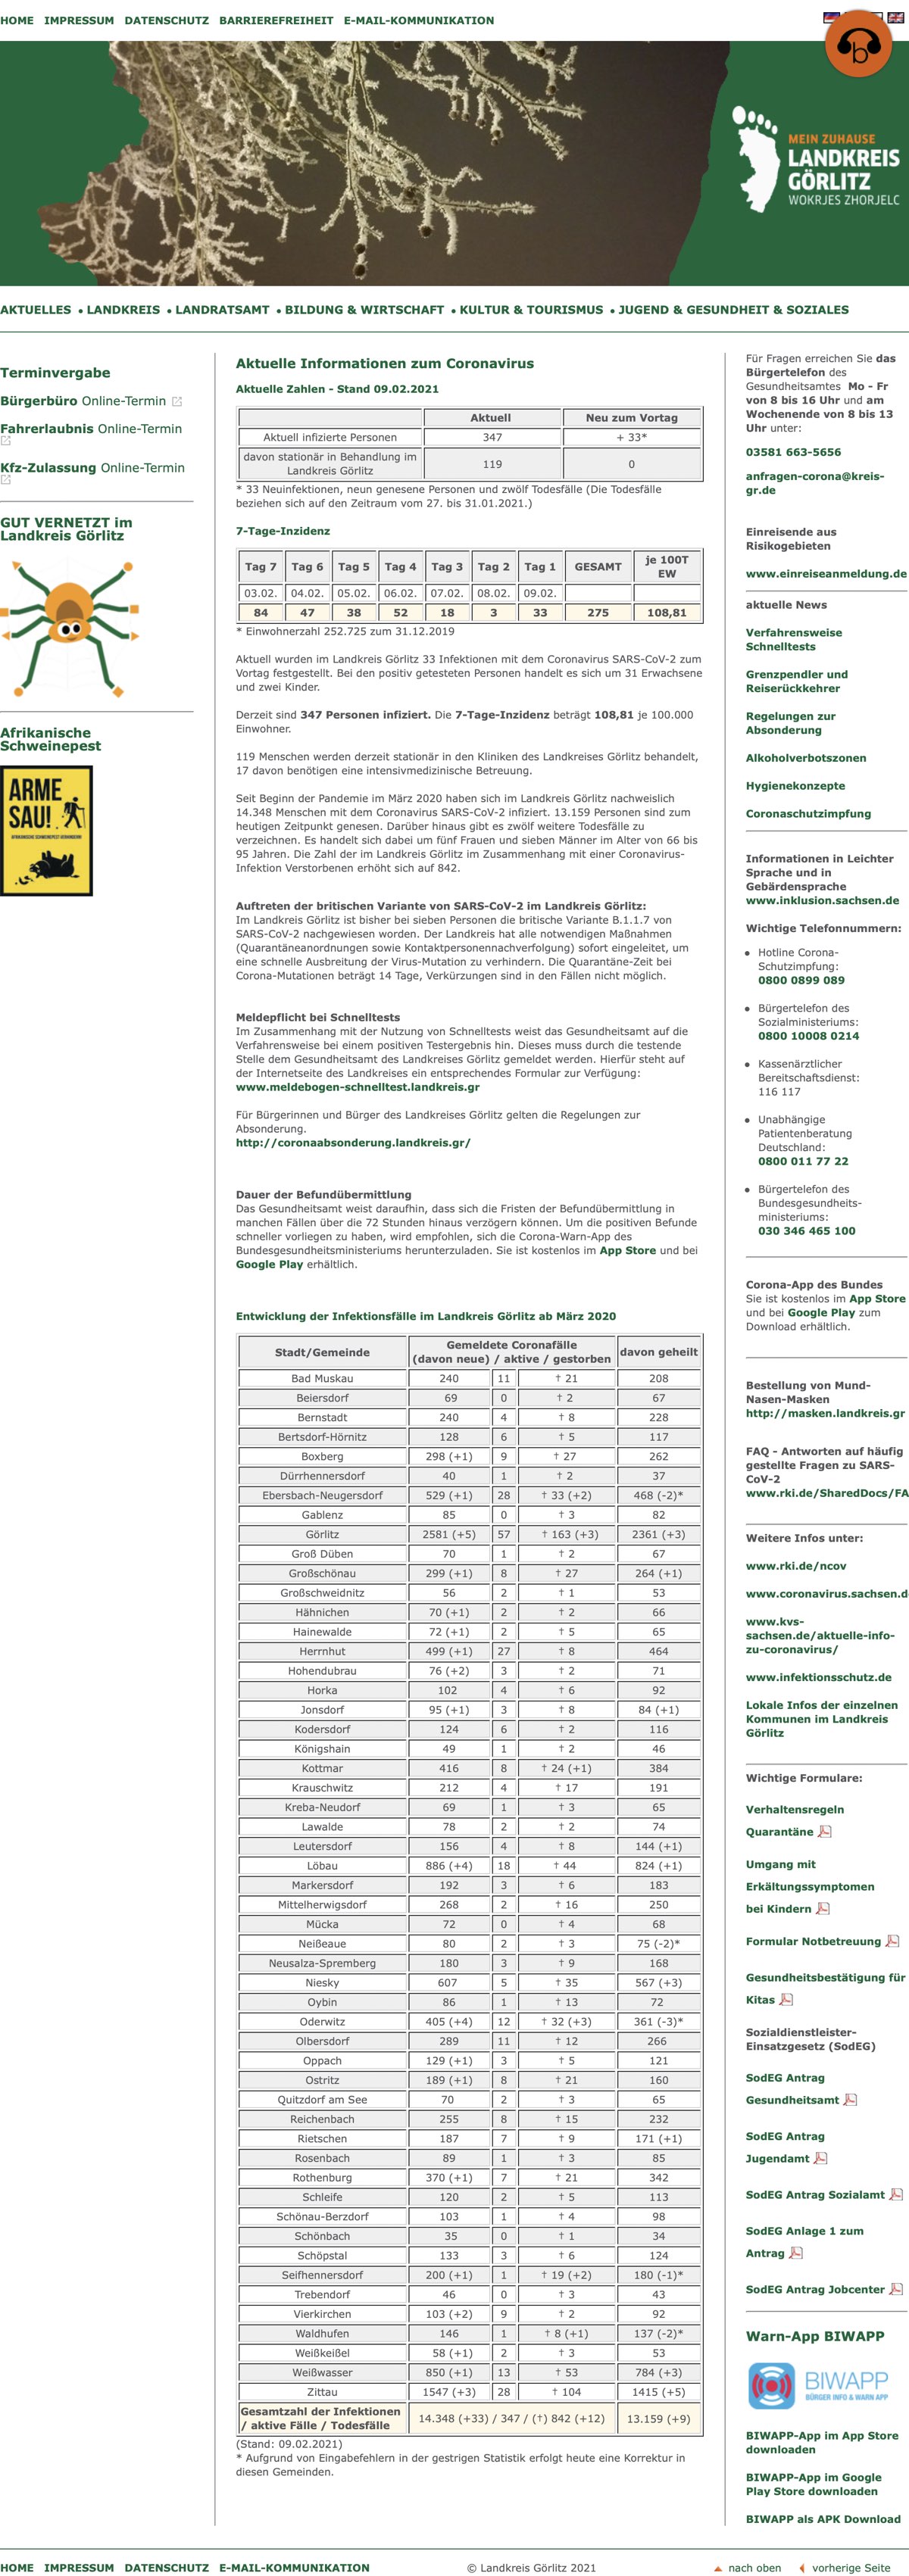 HOME IMPRESSUM DATENSCHUTZ BARRIEREFREIHEIT E-MAIL-KOMMUNIKATION
b
MEIN ZUHAUSE
LANDKREIS
GÖRLITZ
WOKRJES ZHORJELC
AKTUELLES • LANDKREIS • LANDRATSAMT • BILDUNG & WIRTSCHAFT • KULTUR & TOURISMUS • JUGEND & GESUNDHEIT & SOZIALES
Terminvergabe
Bürgerbüro Online-Termin
Fahrerlaubnis Online-Termin
Kfz-Zulassung Online-Termin
GUT VERNETZT im
Landkreis Görlitz
Afrikanische
Schweinepest
ARME
SAU!
AFRIKANISCHE SCHWEINEPEST VERHINDERN!
Aktuelle Informationen zum Coronavirus
Aktuelle Zahlen - Stand 09.02.2021
Aktuell Neu zum Vortag
Aktuell infizierte Personen 347 + 33*
davon stationär in Behandlung im
Landkreis Görlitz 119 0
* 33 Neuinfektionen, neun genesene Personen und zwölf Todesfälle (Die Todesfälle
beziehen sich auf den Zeitraum vom 27. bis 31.01.2021.)
7-Tage-Inzidenz
Tag 7 Tag 6 Tag 5 Tag 4 Tag 3 Tag 2 Tag 1 GESAMT je 100T
EW
03.02. 04.02. 05.02. 06.02. 07.02. 08.02. 09.02.
84 47 38 52 18 3 33 275 108,81
* Einwohnerzahl 252.725 zum 31.12.2019
Aktuell wurden im Landkreis Görlitz 33 Infektionen mit dem Coronavirus SARS-CoV-2 zum
Vortag festgestellt. Bei den positiv getesteten Personen handelt es sich um 31 Erwachsene
und zwei Kinder.
Derzeit sind 347 Personen infiziert. Die 7-Tage-Inzidenz beträgt 108,81 je 100.000
Einwohner.
119 Menschen werden derzeit stationär in den Kliniken des Landkreises Görlitz behandelt,
17 davon benötigen eine intensivmedizinische Betreuung.
Seit Beginn der Pandemie im März 2020 haben sich im Landkreis Görlitz nachweislich
14.348 Menschen mit dem Coronavirus SARS-CoV-2 infiziert. 13.159 Personen sind zum
heutigen Zeitpunkt genesen. Darüber hinaus gibt es zwölf weitere Todesfälle zu
verzeichnen. Es handelt sich dabei um fünf Frauen und sieben Männer im Alter von 66 bis
95 Jahren. Die Zahl der im Landkreis Görlitz im Zusammenhang mit einer Coronavirus-
Infektion Verstorbenen erhöht sich auf 842.
Auftreten der britischen Variante von SARS-CoV-2 im Landkreis Görlitz:
Im Landkreis Görlitz ist bisher bei sieben Personen die britische Variante B.1.1.7 von
SARS-CoV-2 nachgewiesen worden. Der Landkreis hat alle notwendigen Maßnahmen
(Quarantäneanordnungen sowie Kontaktpersonennachverfolgung) sofort eingeleitet, um
eine schnelle Ausbreitung der Virus-Mutation zu verhindern. Die Quarantäne-Zeit bei
Corona-Mutationen beträgt 14 Tage, Verkürzungen sind in den Fällen nicht möglich.
Meldepflicht bei Schnelltests
Im Zusammenhang mit der Nutzung von Schnelltests weist das Gesundheitsamt auf die
Verfahrensweise bei einem positiven Testergebnis hin. Dieses muss durch die testende
Stelle dem Gesundheitsamt des Landkreises Görlitz gemeldet werden. Hierfür steht auf
der Internetseite des Landkreises ein entsprechendes Formular zur Verfügung:
www.meldebogen-schnelltest.landkreis.gr
Für Bürgerinnen und Bürger des Landkreises Görlitz gelten die Regelungen zur
Absonderung.
http://coronaabsonderung.landkreis.gr/
Dauer der Befundübermittlung
Das Gesundheitsamt weist daraufhin, dass sich die Fristen der Befundübermittlung in
manchen Fällen über die 72 Stunden hinaus verzögern können. Um die positiven Befunde
schneller vorliegen zu haben, wird empfohlen, sich die Corona-Warn-App des
Bundesgesundheitsministeriums herunterzuladen. Sie ist kostenlos im App Store und bei
Google Play erhältlich.
Entwicklung der Infektionsfälle im Landkreis Görlitz ab März 2020
Stadt/Gemeinde Gemeldete Coronafälle
(davon neue) / aktive / gestorben davon geheilt
Bad Muskau 240 11 † 21 208
Beiersdorf 69 0 † 2 67
Bernstadt 240 4 † 8 228
Bertsdorf-Hörnitz 128 6 † 5 117
Boxberg 298 (+1) 9 † 27 262
Dürrhennersdorf 40 1 † 2 37
Ebersbach-Neugersdorf 529 (+1) 28 † 33 (+2) 468 (-2)*
Gablenz 85 0 † 3 82
Görlitz 2581 (+5) 57 † 163 (+3) 2361 (+3)
Groß Düben 70 1 † 2 67
Großschönau 299 (+1) 8 † 27 264 (+1)
Großschweidnitz 56 2 † 1 53
Hähnichen 70 (+1) 2 † 2 66
Hainewalde 72 (+1) 2 † 5 65
Herrnhut 499 (+1) 27 † 8 464
Hohendubrau 76 (+2) 3 † 2 71
Horka 102 4 † 6 92
Jonsdorf 95 (+1) 3 † 8 84 (+1)
Kodersdorf 124 6 † 2 116
Königshain 49 1 † 2 46
Kottmar 416 8 † 24 (+1) 384
Krauschwitz 212 4 † 17 191
Kreba-Neudorf 69 1 † 3 65
Lawalde 78 2 † 2 74
Leutersdorf 156 4 † 8 144 (+1)
Löbau 886 (+4) 18 † 44 824 (+1)
Markersdorf 192 3 † 6 183
Mittelherwigsdorf 268 2 † 16 250
Mücka 72 0 † 4 68
Neißeaue 80 2 † 3 75 (-2)*
Neusalza-Spremberg 180 3 † 9 168
Niesky 607 5 † 35 567 (+3)
Oybin 86 1 † 13 72
Oderwitz 405 (+4) 12 † 32 (+3) 361 (-3)*
Olbersdorf 289 11 † 12 266
Oppach 129 (+1) 3 † 5 121
Ostritz 189 (+1) 8 † 21 160
Quitzdorf am See 70 2 † 3 65
Reichenbach 255 8 † 15 232
Rietschen 187 7 † 9 171 (+1)
Rosenbach 89 1 † 3 85
Rothenburg 370 (+1) 7 † 21 342
Schleife 120 2 † 5 113
Schönau-Berzdorf 103 1 † 4 98
Schönbach 35 0 † 1 34
Schöpstal 133 3 † 6 124
Seifhennersdorf 200 (+1) 1 † 19 (+2) 180 (-1)*
Trebendorf 46 0 † 3 43
Vierkirchen 103 (+2) 9 † 2 92
Waldhufen 146 1 † 8 (+1) 137 (-2)*
Weißkeißel 58 (+1) 2 † 3 53
Weißwasser 850 (+1) 13 † 53 784 (+3)
Zittau 1547 (+3) 28 † 104 1415 (+5)
Gesamtzahl der Infektionen
/ aktive Fälle / Todesfälle 14.348 (+33) / 347 / (†) 842 (+12) 13.159 (+9)
(Stand: 09.02.2021)
* Aufgrund von Eingabefehlern in der gestrigen Statistik erfolgt heute eine Korrektur in
diesen Gemeinden.
Für Fragen erreichen Sie das
Bürgertelefon des
Gesundheitsamtes Mo - Fr
von 8 bis 16 Uhr und am
Wochenende von 8 bis 13
Uhr unter:
03581 663-5656
anfragen-corona@kreis-
gr.de
Einreisende aus
Risikogebieten
www.einreiseanmeldung.de
aktuelle News
Verfahrensweise
Schnelltests
Grenzpendler und
Reiserückkehrer
Regelungen zur
Absonderung
Alkoholverbotszonen
Hygienekonzepte
Coronaschutzimpfung
Informationen in Leichter
Sprache und in
Gebärdensprache
www.inklusion.sachsen.de
Wichtige Telefonnummern:
• Hotline Corona-
Schutzimpfung:
0800 0899 089
• Bürgertelefon des
Sozialministeriums:
0800 10008 0214
• Kassenärztlicher
Bereitschaftsdienst:
116 117
• Unabhängige
Patientenberatung
Deutschland:
0800 011 77 22
• Bürgertelefon des
Bundesgesundheits-
ministeriums:
030 346 465 100
Corona-App des Bundes
Sie ist kostenlos im App Store
und bei Google Play zum
Download erhältlich.
Bestellung von Mund-
Nasen-Masken
http://masken.landkreis.gr
FAQ - Antworten auf häufig
gestellte Fragen zu SARS-
CoV-2
www.rki.de/SharedDocs/FA
Weitere Infos unter:
www.rki.de/ncov
www.coronavirus.sachsen.d
www.kvs-
sachsen.de/aktuelle-info-
zu-coronavirus/
www.infektionsschutz.de
Lokale Infos der einzelnen
Kommunen im Landkreis
Görlitz
Wichtige Formulare:
Verhaltensregeln
Quarantäne
Umgang mit
Erkältungssymptomen
bei Kindern
Formular Notbetreuung
Gesundheitsbestätigung für
Kitas
Sozialdienstleister-
Einsatzgesetz (SodEG)
SodEG Antrag
Gesundheitsamt
SodEG Antrag
Jugendamt
SodEG Antrag Sozialamt
SodEG Anlage 1 zum
Antrag
SodEG Antrag Jobcenter
Warn-App BIWAPP
BIWAPP
BÜRGER INFO & WARN APP
BIWAPP-App im App Store
downloaden
BIWAPP-App im Google
Play Store downloaden
BIWAPP als APK Download
HOME IMPRESSUM DATENSCHUTZ E-MAIL-KOMMUNIKATION © Landkreis Görlitz 2021 nach oben vorherige Seite